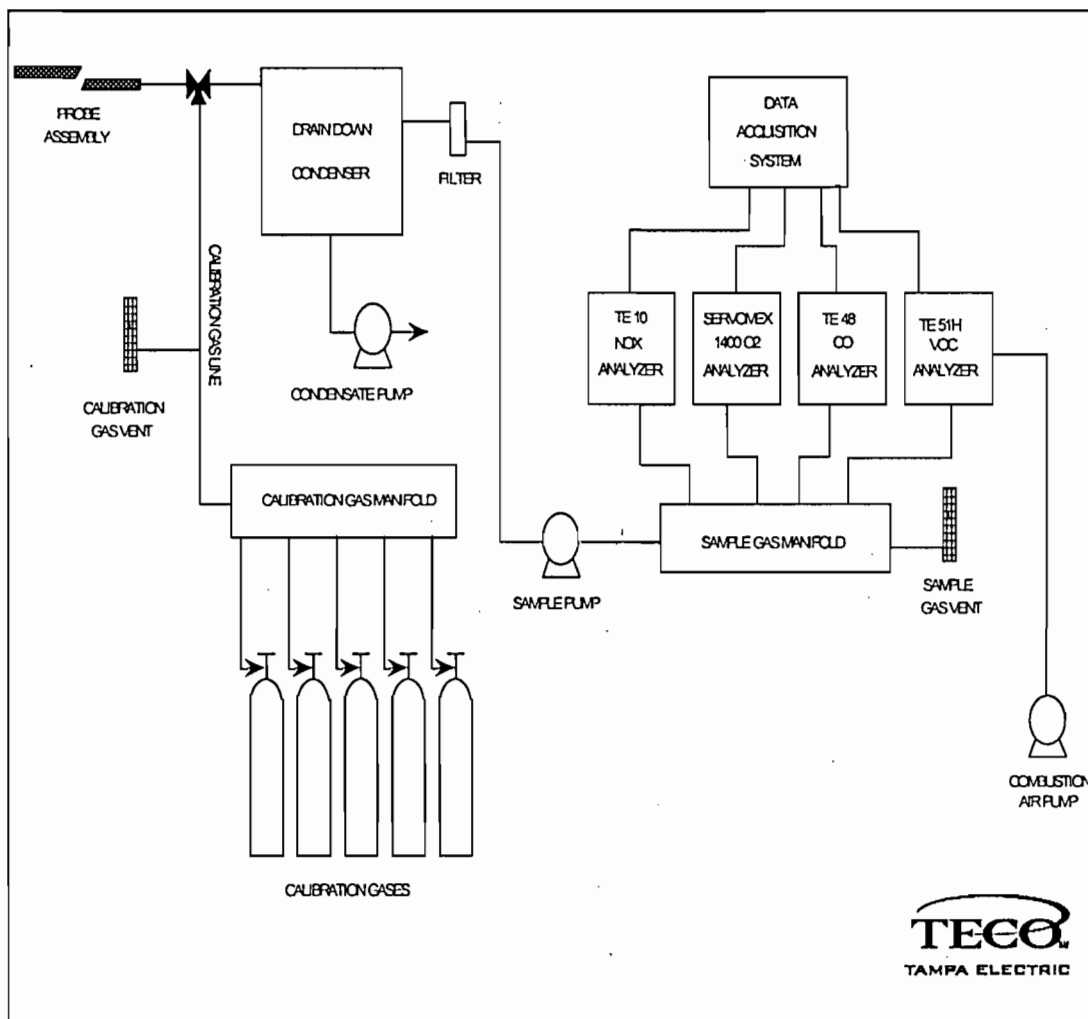 PROBE
ASSEMBLY
DRAIN DOWN
CONDENSER
FILTER
DATA
ACQUISITION
SYSTEM
CALIBRATION GAS LINE
TE 10
NOX
ANALYZER
SERVOMEX
1400 O2
ANALYZER
TE 48
CO
ANALYZER
TE 51H
VOC
ANALYZER
CALIBRATION
GAS VENT
CONDENSATE PUMP
CALIBRATION GAS MANIFOLD
SAMPLE PUMP
SAMPLE GAS MANIFOLD
SAMPLE
GAS VENT
COMBUSTION
AIR PUMP
CALIBRATION GASES
TECO
TAMPA ELECTRIC